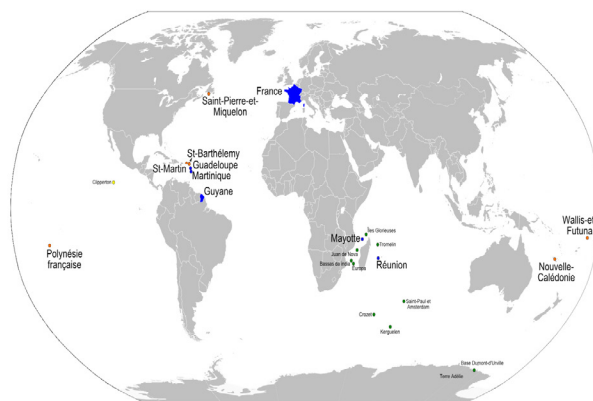 France
Saint-Pierre-et-
Miquelon
St-Barthélemy
St-Martin
Guadeloupe
Martinique
Clipperton
Guyane
Wallis-et
Futuna
Îles Glorieuses
Mayotte
Tromelin
Polynésie
française
Juan de Nova
Bassas da India
Europa
Réunion
Nouvelle-
Calédonie
Saint-Paul et
Amsterdam
Crozet
Kerguelen
Base Dumont-d'Urville
Terre Adélie